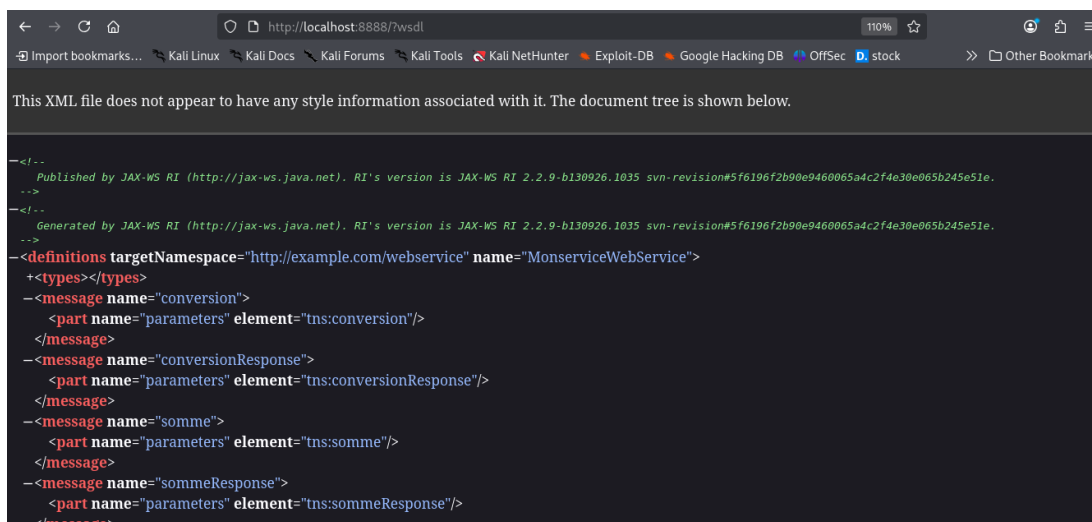 http://localhost:8888/?wsdl 110%
Import bookmarks... Kali Linux Kali Docs Kali Forums Kali Tools Kali NetHunter Exploit-DB Google Hacking DB OffSec D. stock >> Other Bookmark
This XML file does not appear to have any style information associated with it. The document tree is shown below.
—<!--
Published by JAX-WS RI (http://jax-ws.java.net). RI's version is JAX-WS RI 2.2.9-b130926.1035 svn-revision#5f6196f2b90e9460065a4c2f4e30e065b245e51e.
-->
—<!--
Generated by JAX-WS RI (http://jax-ws.java.net). RI's version is JAX-WS RI 2.2.9-b130926.1035 svn-revision#5f6196f2b90e9460065a4c2f4e30e065b245e51e.
-->
—<definitions targetNamespace="http://example.com/webservice" name="MonserviceWebService">
+<types></types>
—<message name="conversion">
<part name="parameters" element="tns:conversion"/>
</message>
—<message name="conversionResponse">
<part name="parameters" element="tns:conversionResponse"/>
</message>
—<message name="somme">
<part name="parameters" element="tns:somme"/>
</message>
—<message name="sommeResponse">
<part name="parameters" element="tns:sommeResponse"/>